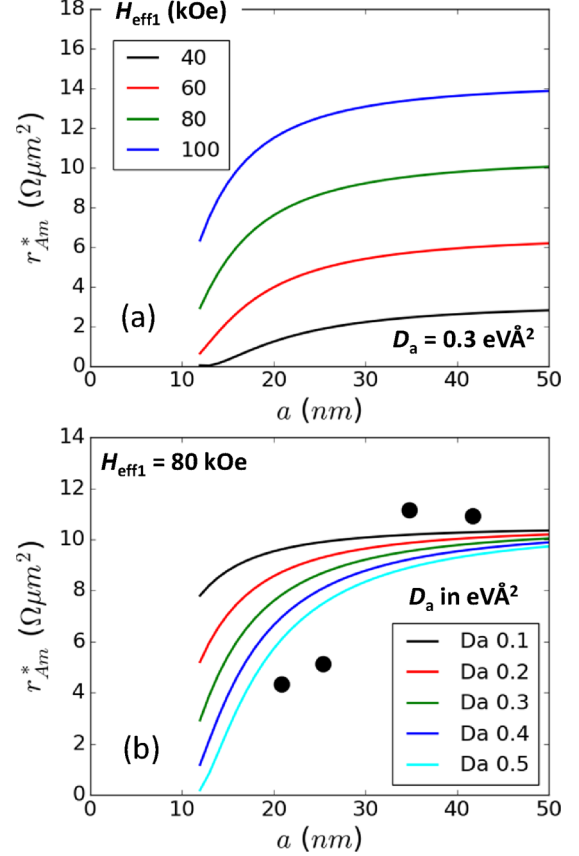 H_eff1 (kOe)
40
60
80
100
18
16
14
12
10
8
6
4
2
0
r*_Am (Ωμm²)
(a)
D_a = 0.3 eVÅ²
0 10 20 30 40 50
a (nm)
14
12
10
8
6
4
2
0
r*_Am (Ωμm²)
H_eff1 = 80 kOe
D_a in eVÅ²
Da 0.1
Da 0.2
Da 0.3
Da 0.4
Da 0.5
(b)
0 10 20 30 40 50
a (nm)